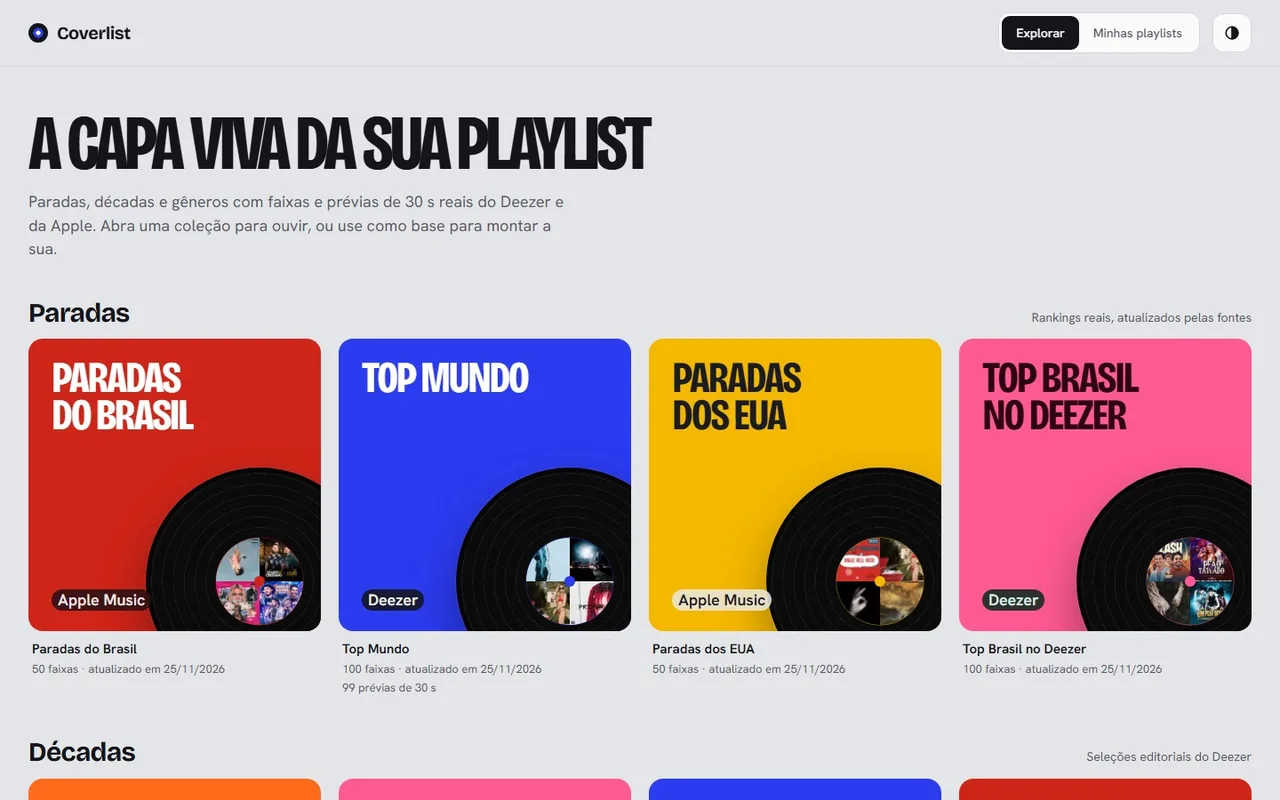 Coverlist
Explorar
Minhas playlists
A CAPA VIVA DA SUA PLAYLIST
Paradas, décadas e gêneros com faixas e prévias de 30 s reais do Deezer e
da Apple. Abra uma coleção para ouvir, ou use como base para montar a
sua.
Paradas
Rankings reais, atualizados pelas fontes
PARADAS
DO BRASIL
Apple Music
Paradas do Brasil
50 faixas · atualizado em 25/11/2026
TOP MUNDO
Deezer
Top Mundo
100 faixas · atualizado em 25/11/2026
99 prévias de 30 s
PARADAS
DOS EUA
Apple Music
Paradas dos EUA
50 faixas · atualizado em 25/11/2026
TOP BRASIL
NO DEEZER
Deezer
Top Brasil no Deezer
100 faixas · atualizado em 25/11/2026
Décadas
Seleções editoriais do Deezer